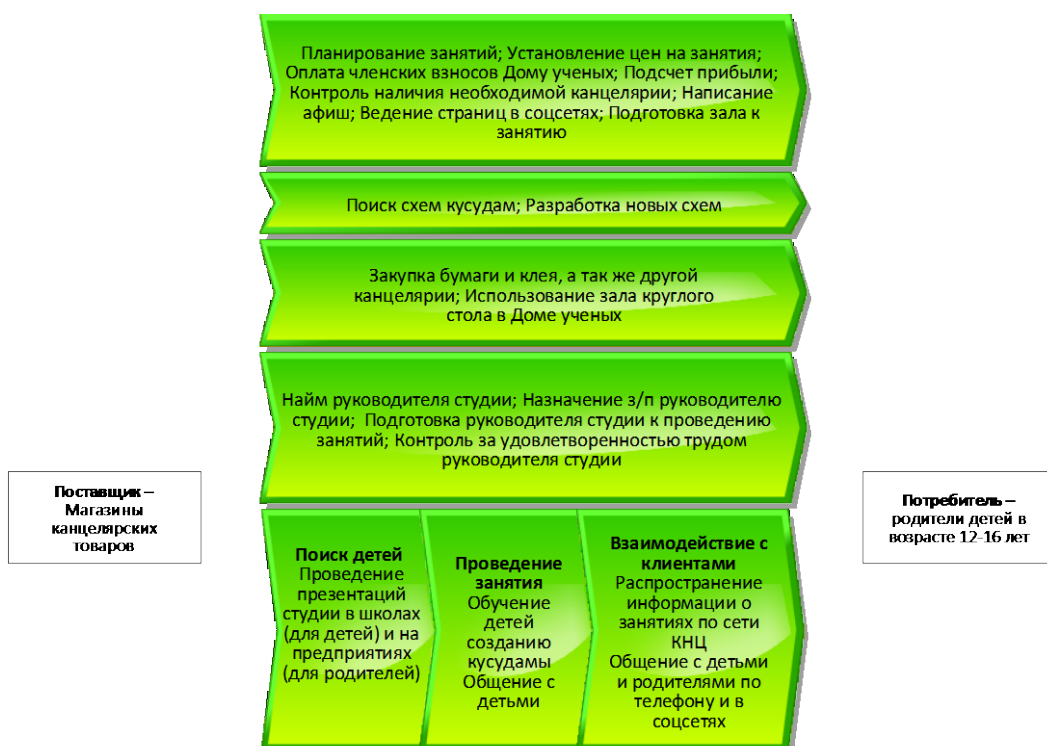 Планирование занятий; Установление цен на занятия;
Оплата членских взносов Дому ученых; Подсчет прибыли;
Контроль наличия необходимой канцелярии; Написание
афиш; Ведение страниц в соцсетях; Подготовка зала к
занятию
Поиск схем кусудам; Разработка новых схем
Закупка бумаги и клея, а так же другой
канцелярии; Использование зала круглого
стола в Доме ученых
Найм руководителя студии; Назначение з/п руководителю
студии; Подготовка руководителя студии к проведению
занятий; Контроль за удовлетворенностью трудом
руководителя студии
Поставщик –
Магазины
канцелярских
товаров
Поиск детей
Проведение
презентаций
студии в школах
(для детей) и на
предприятиях
(для родителей)
Проведение
занятия
Обучение
детей
созданию
кусудамы
Общение с
детьми
Взаимодействие с
клиентами
Распространение
информации о
занятиях по сети
КНЦ
Общение с детьми
и родителями по
телефону и в
соцсетях
Потребитель –
родители детей в
возрасте 12-16 лет